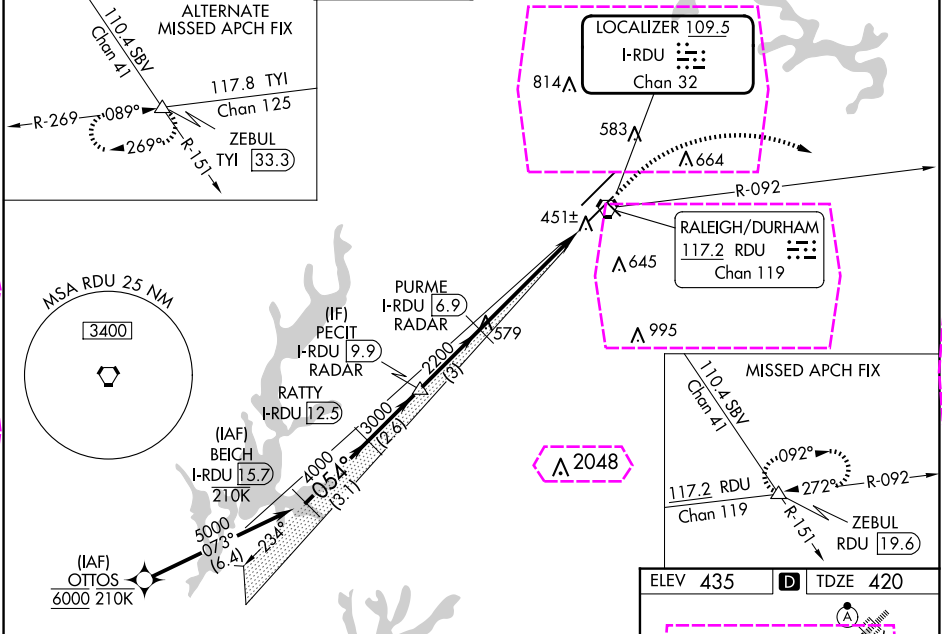 ALTERNATE
MISSED APCH FIX
110.4 SBV
Chan 41
117.8 TYI
Chan 125
R-269
089°
269°
R-151
ZEBUL
TYI 33.3
LOCALIZER 109.5
I-RDU
Chan 32
814
583
664
R-092
451±
RALEIGH/DURHAM
117.2 RDU
Chan 119
645
995
MSA RDU 25 NM
3400
PURME
I-RDU 6.9
RADAR
579
(IF)
PECIT
I-RDU 9.9
RADAR
2200
(3)
RATTY
I-RDU 12.5
3000
(2.6)
(IAF)
BEICH
I-RDU 15.7
210K
4000
054°
(3.1)
5000
073°
(6.4)
234°
(IAF)
OTTOS
6000 210K
2048
MISSED APCH FIX
110.4 SBV
Chan 41
092°
272°
R-092
117.2 RDU
Chan 119
R-151
ZEBUL
RDU 19.6
ELEV 435 D TDZE 420
A